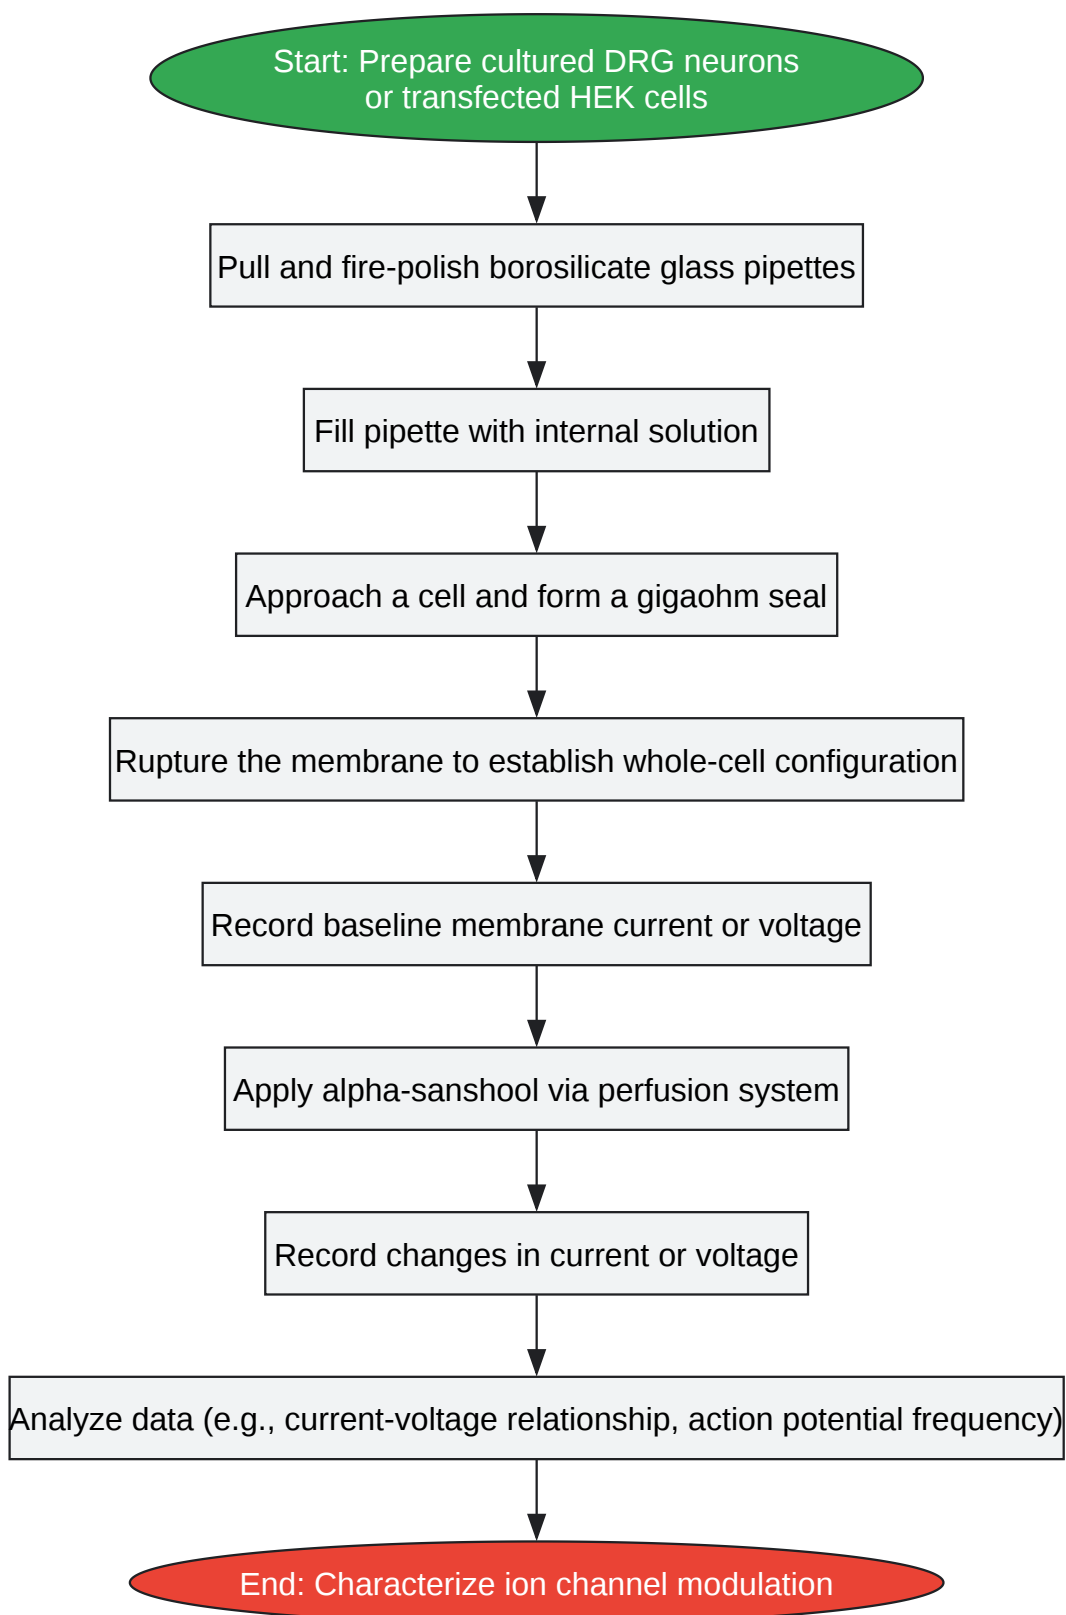 Start: Prepare cultured DRG neurons
or transfected HEK cells
Pull and fire-polish borosilicate glass pipettes
Fill pipette with internal solution
Approach a cell and form a gigaohm seal
Rupture the membrane to establish whole-cell configuration
Record baseline membrane current or voltage
Apply alpha-sanshool via perfusion system
Record changes in current or voltage
Analyze data (e.g., current-voltage relationship, action potential frequency)
End: Characterize ion channel modulation